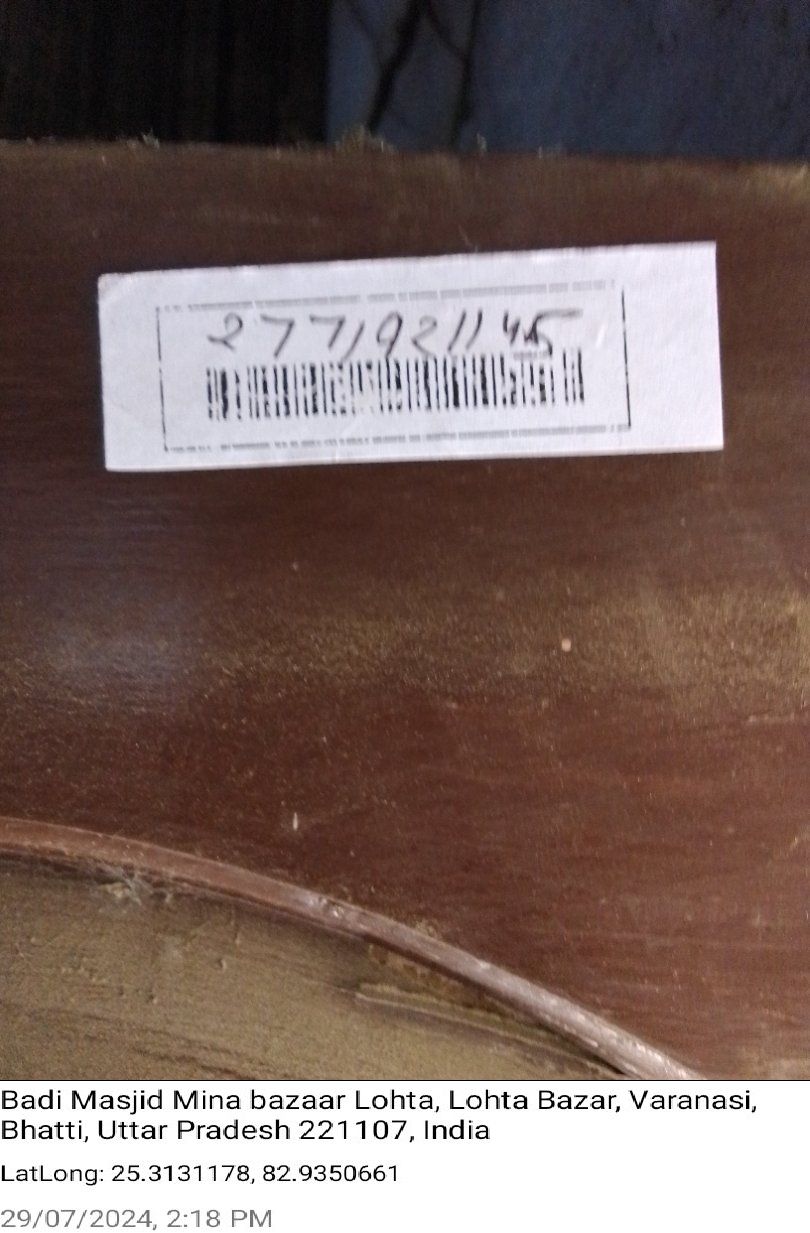 Badi Masjid Mina bazaar Lohta, Lohta Bazar, Varanasi,
Bhatti, Uttar Pradesh 221107, India
LatLong: 25.3131178, 82.9350661
29/07/2024, 2:18 PM